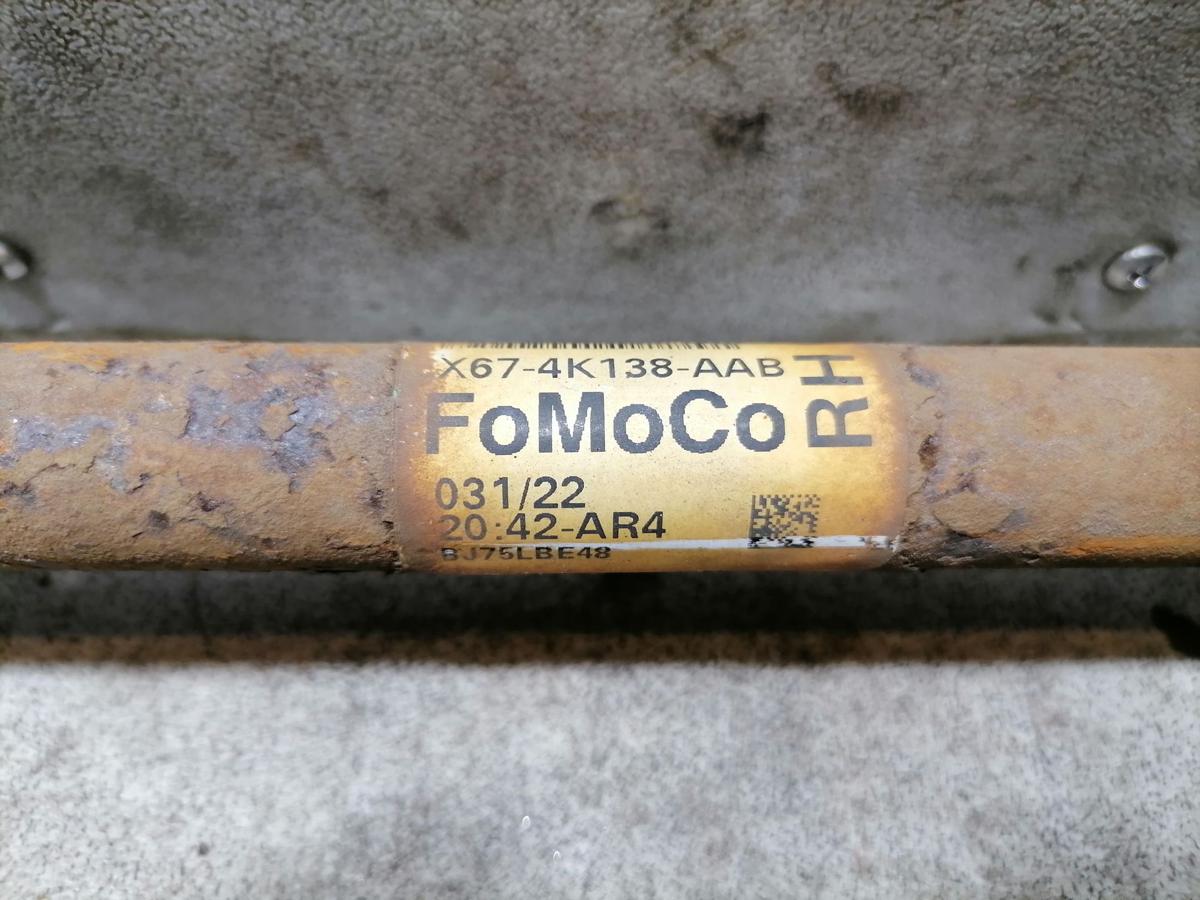 X67-4K138-AAB
FoMoCo
RH
031/22
20:42-AR4
BJ75LBE48